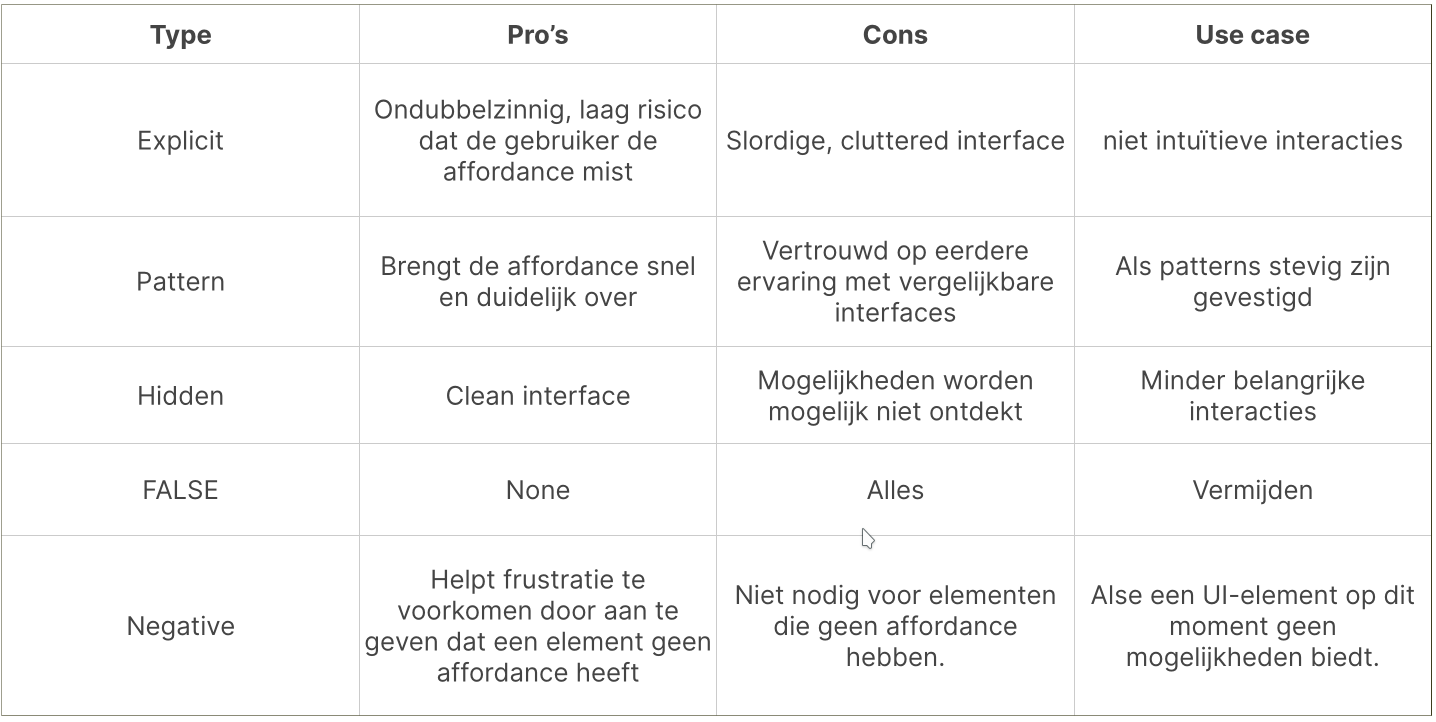 Type Pro's Cons Use case
Explicit
Ondubbelzinnig, laag risico
dat de gebruiker de
affordance mist
Slordige, cluttered interface
niet intuïtieve interacties
Pattern
Brengt de affordance snel
en duidelijk over
Vertrouwd op eerdere
ervaring met vergelijkbare
interfaces
Als patterns stevig zijn
gevestigd
Hidden
Clean interface
Mogelijkheden worden
mogelijk niet ontdekt
Minder belangrijke
interacties
FALSE
None
Alles
Vermijden
Negative
Helpt frustratie te
voorkomen door aan te
geven dat een element geen
affordance heeft
Niet nodig voor elementen
die geen affordance
hebben.
Alse een UI-element op dit
moment geen
mogelijkheden biedt.